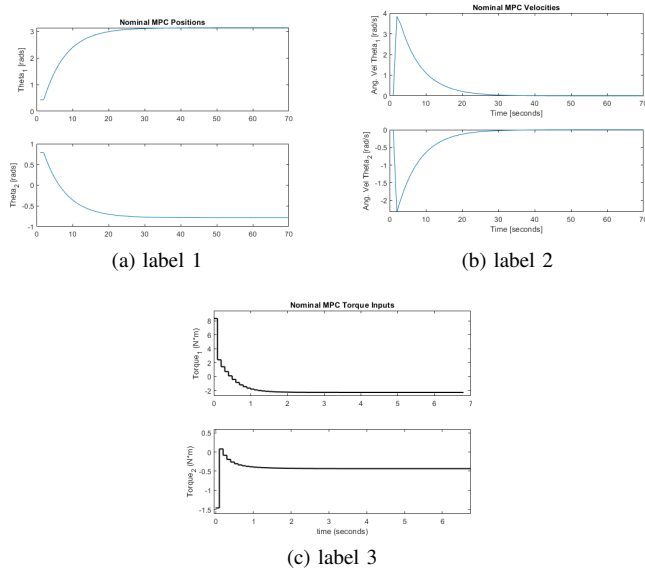 Nominal MPC Positions
Theta1 [rads]
3
2
1
0
0 10 20 30 40 50 60 70
Theta2 [rads]
1
0.5
0
-0.5
-1
0 10 20 30 40 50 60 70
(a) label 1
Nominal MPC Velocities
Ang. Vel Theta1 [rad/s]
4
3
2
1
0
0 10 20 30 40 50 60 70
Time [seconds]
Ang. Vel Theta2 [rad/s]
0
-0.5
-1
-1.5
-2
0 10 20 30 40 50 60 70
Time [seconds]
(b) label 2
Nominal MPC Torque Inputs
Torque1 (N*m)
8
6
4
2
0
-2
0 1 2 3 4 5 6 7
Torque2 (N*m)
0.5
0
-0.5
-1
-1.5
0 1 2 3 4 5 6
time (seconds)
(c) label 3